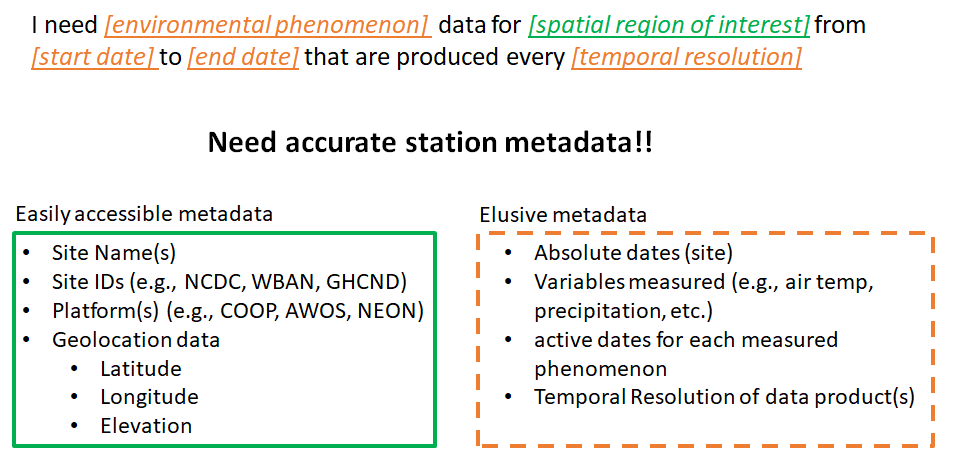 I need [environmental phenomenon] data for [spatial region of interest] from
[start date] to [end date] that are produced every [temporal resolution]
Need accurate station metadata!!
Easily accessible metadata
• Site Name(s)
• Site IDs (e.g., NCDC, WBAN, GHCND)
• Platform(s) (e.g., COOP, AWOS, NEON)
• Geolocation data
• Latitude
• Longitude
• Elevation
Elusive metadata
• Absolute dates (site)
• Variables measured (e.g., air temp,
precipitation, etc.)
• active dates for each measured
phenomenon
• Temporal Resolution of data product(s)